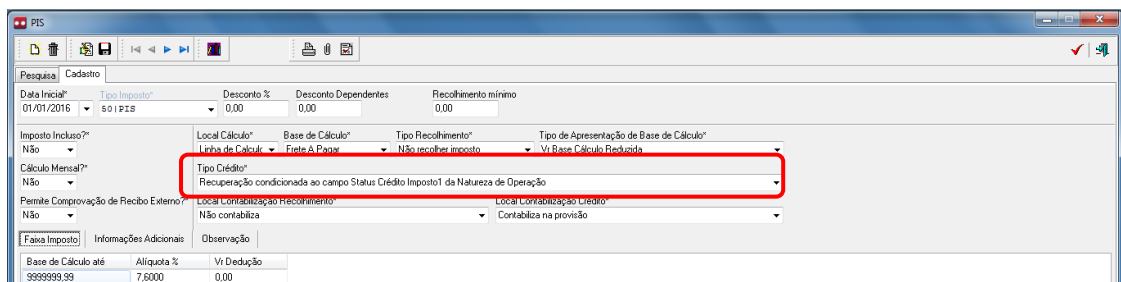 PIS
Pesquisa Cadastro
Data Inicial* Tipo Imposto* Desconto % Desconto Dependentes Recolhimento mínimo
01/01/2016 50|PIS 0,00 0,00 0,00
Imposto Incluso?* Local Cálculo* Base de Cálculo* Tipo Recolhimento* Tipo de Apresentação de Base de Cálculo*
Não Linha de Calculc Frete A Pagar Não recolher imposto Vr Base Cálculo Reduzida
Cálculo Mensal?* Tipo Crédito*
Não Recuperação condicionada ao campo Status Crédito Imposto1 da Natureza de Operação
Permite Comprovação de Recibo Externo?* Local Contabilização Recolhimento* Local Contabilização Crédito*
Não Não contabiliza Contabiliza na provisão
Faixa Imposto Informações Adicionais Observação
Base de Cálculo até Alíquota % Vr Dedução
9999999,99 7,6000 0,00